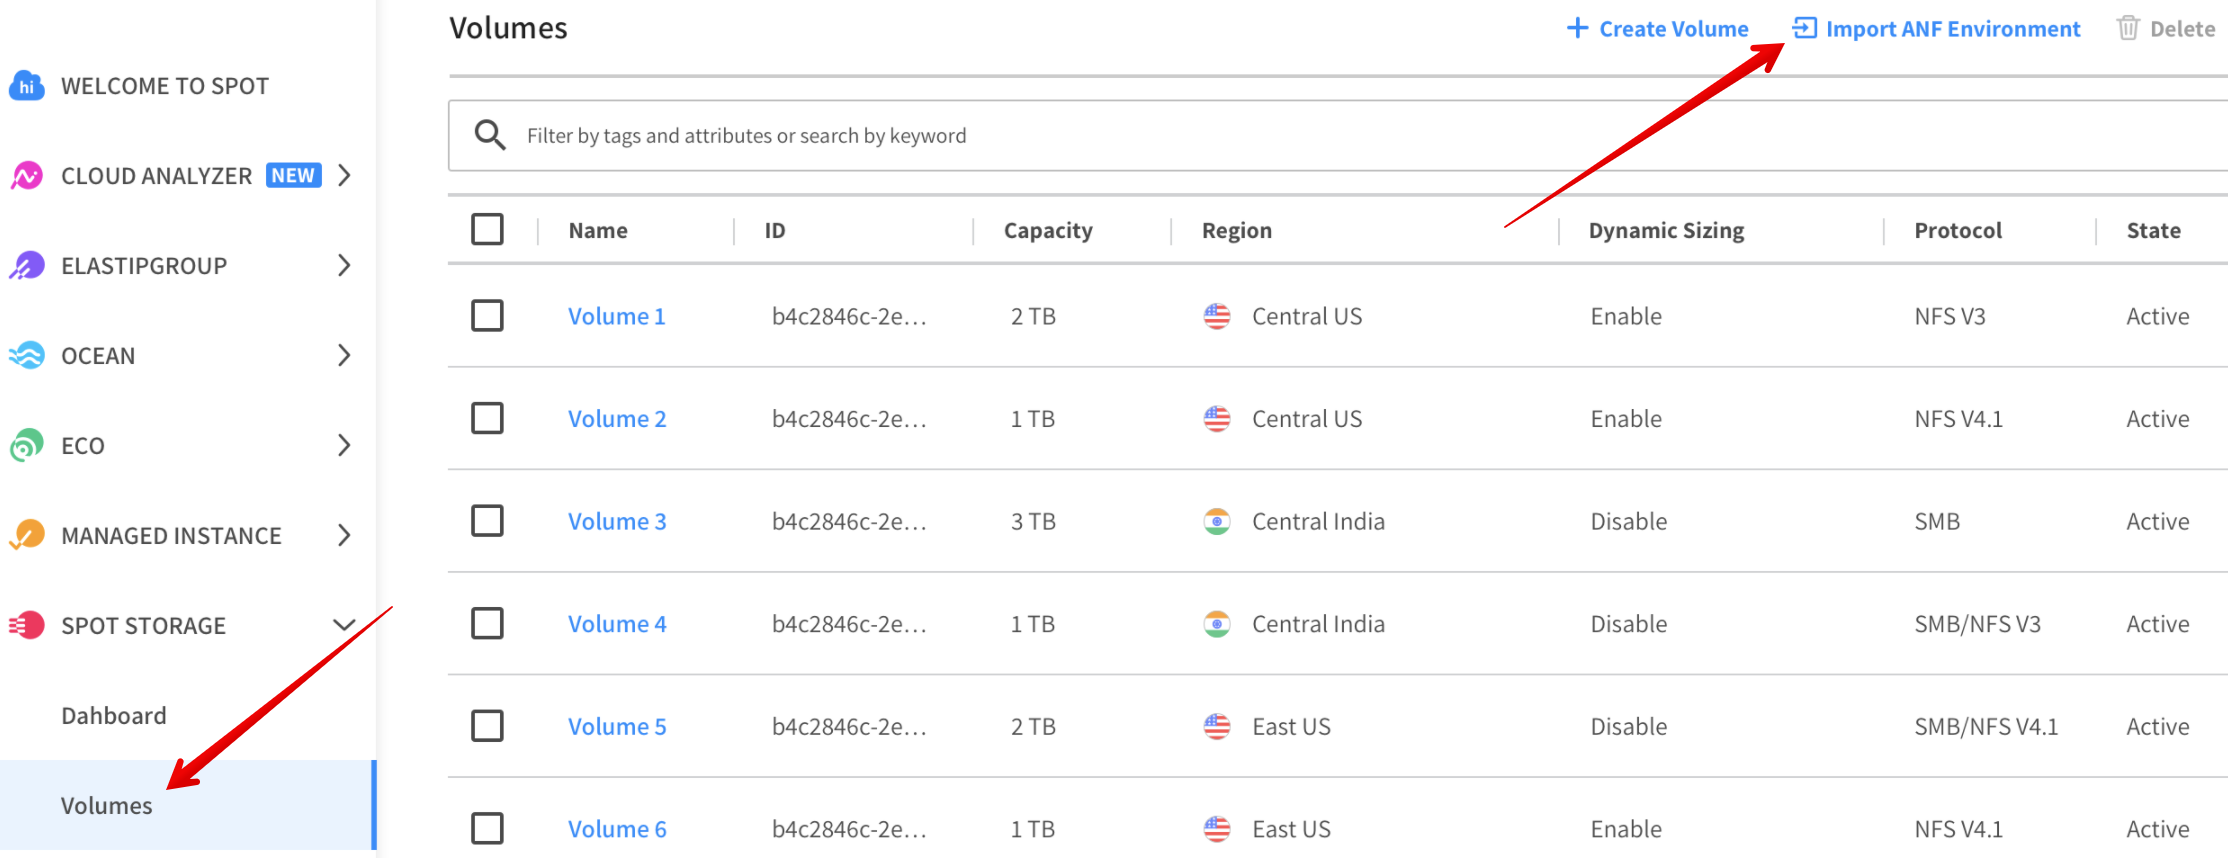 hi WELCOME TO SPOT
CLOUD ANALYZER NEW
ELASTIPGROUP
OCEAN
ECO
MANAGED INSTANCE
SPOT STORAGE
Dahboard
Volumes
Volumes
+ Create Volume Import ANF Environment Delete
Filter by tags and attributes or search by keyword
Name ID Capacity Region Dynamic Sizing Protocol State
Volume 1 b4c2846c-2e... 2 TB Central US Enable NFS V3 Active
Volume 2 b4c2846c-2e... 1 TB Central US Enable NFS V4.1 Active
Volume 3 b4c2846c-2e... 3 TB Central India Disable SMB Active
Volume 4 b4c2846c-2e... 1 TB Central India Disable SMB/NFS V3 Active
Volume 5 b4c2846c-2e... 2 TB East US Disable SMB/NFS V4.1 Active
Volume 6 b4c2846c-2e... 1 TB East US Enable NFS V4.1 Active